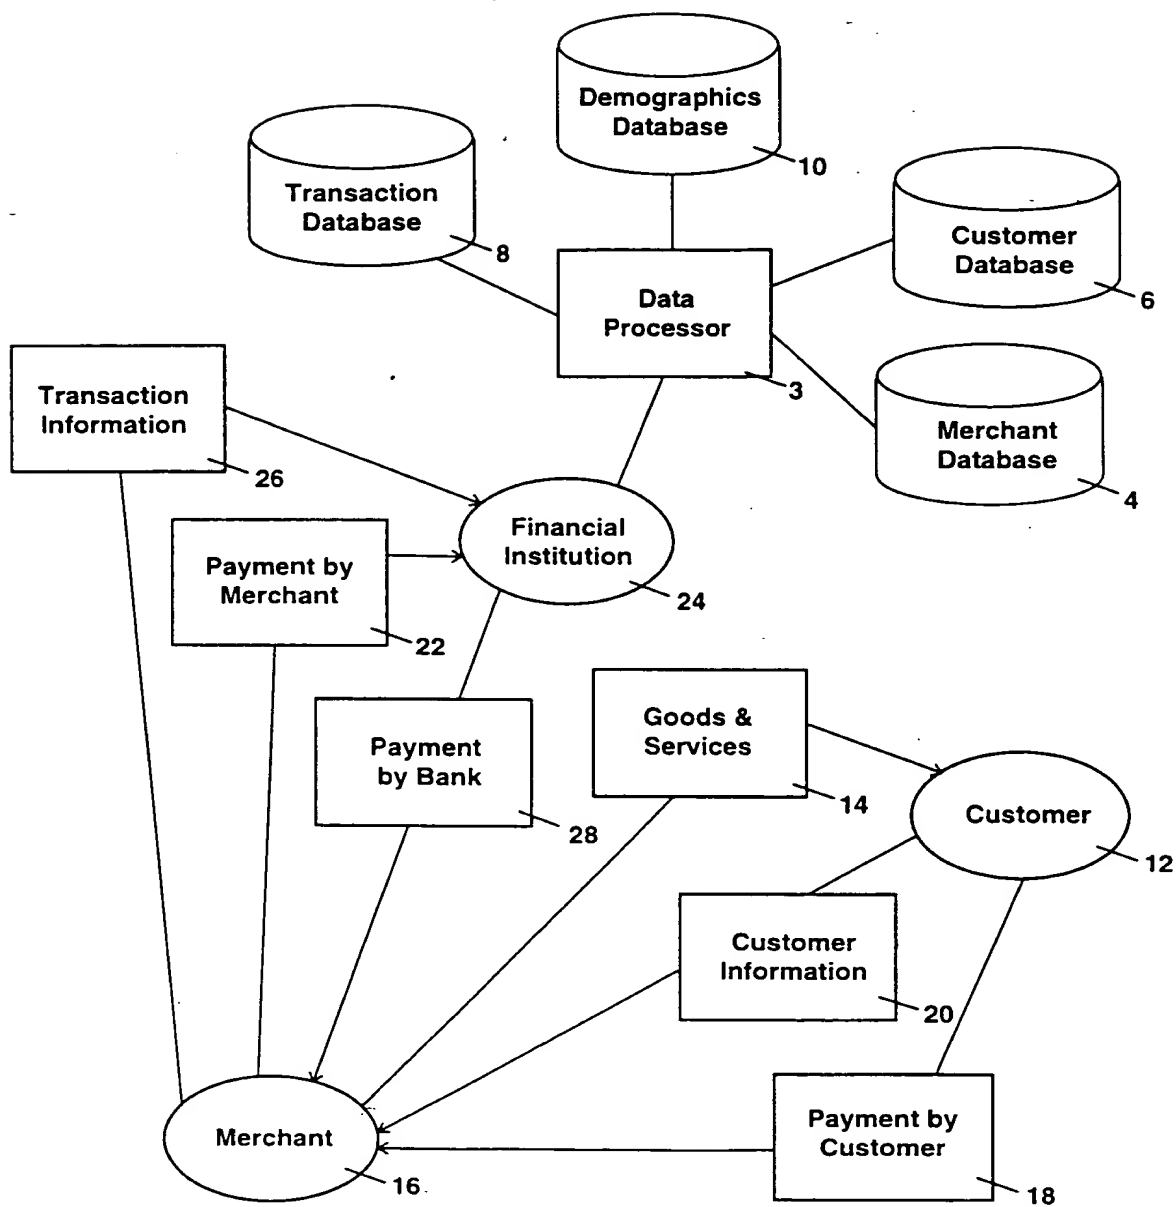 Demographics
Database
10
Transaction
Database
8
Customer
Database
6
Data
Processor
3
Merchant
Database
4
Transaction
Information
26
Financial
Institution
24
Payment by
Merchant
22
Payment
by Bank
28
Goods &
Services
14
Customer
12
Customer
Information
20
Payment by
Customer
18
Merchant
16